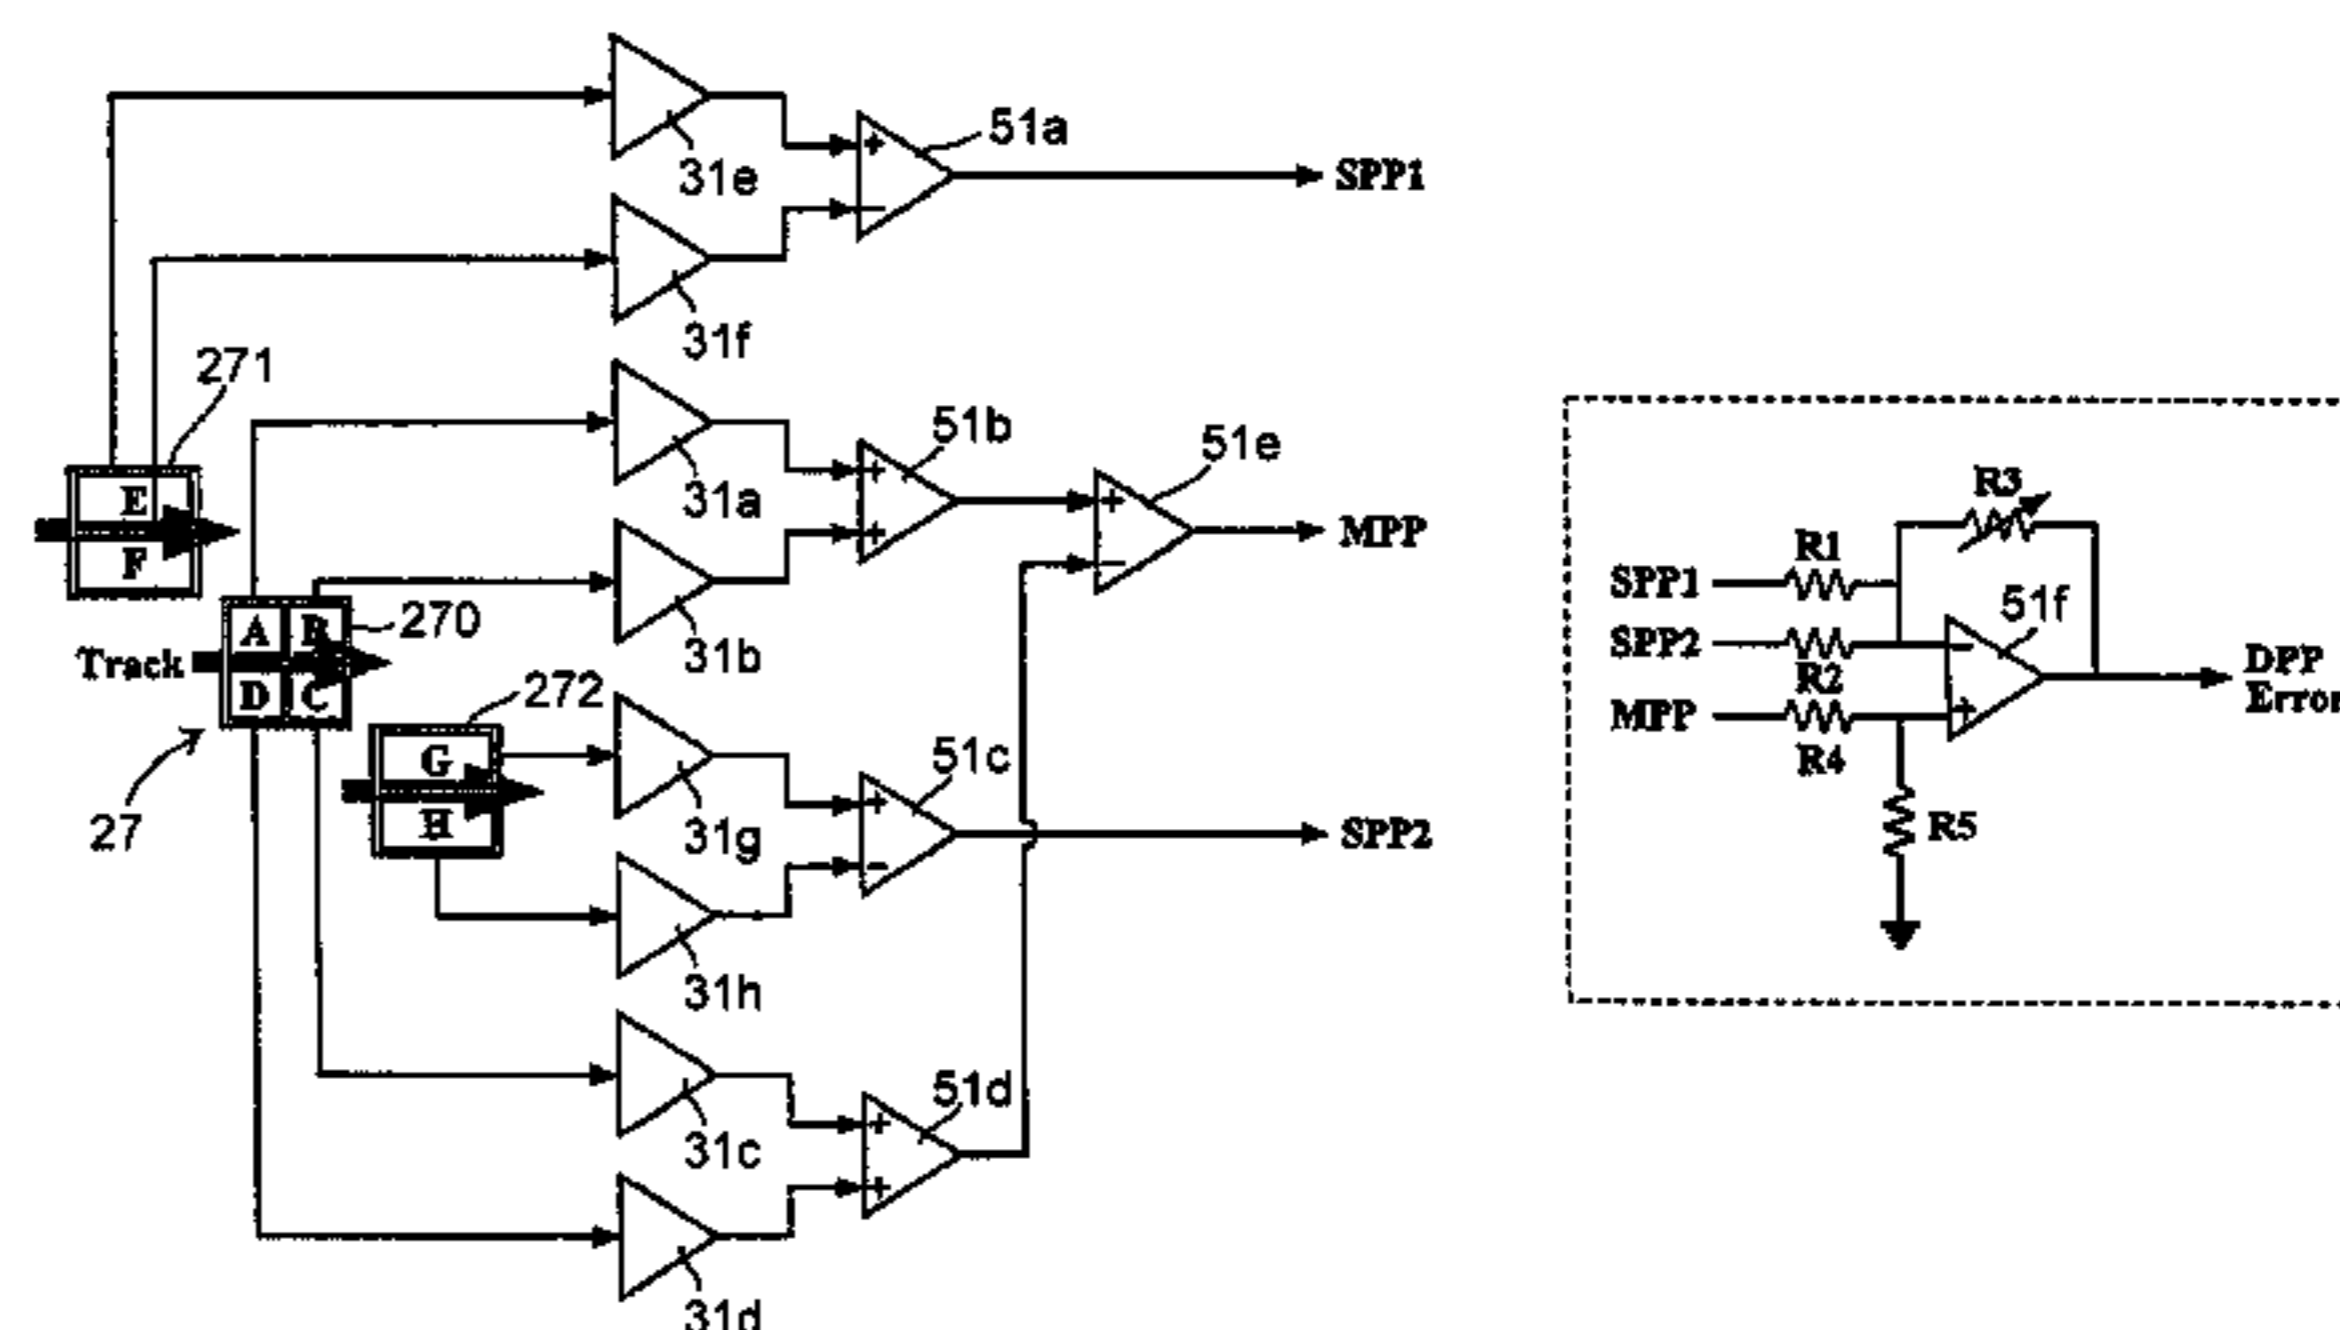 51a
31e
SPP1
31f
271
51b
51e
31a
MPP
E
F
R3
R1
SPP1
51f
A B
270
SPP2
31b
Track
R2
DPP
Error
D C
272
MPP
R4
G
51c
27
H
31g
SPP2
R5
31h
51d
31c
31d
+
−
+
+
+
−
+
-
+
+
−
+